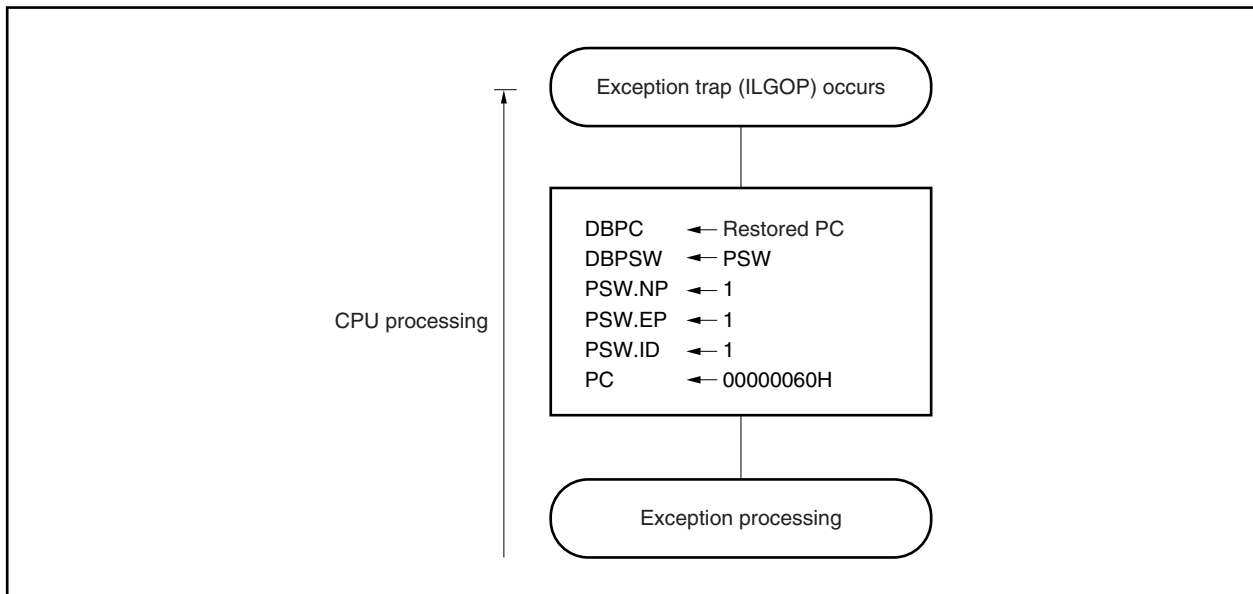 Exception trap (ILGOP) occurs
CPU processing
DBPC ← Restored PC
DBPSW ← PSW
PSW.NP ← 1
PSW.EP ← 1
PSW.ID ← 1
PC ← 00000060H
Exception processing